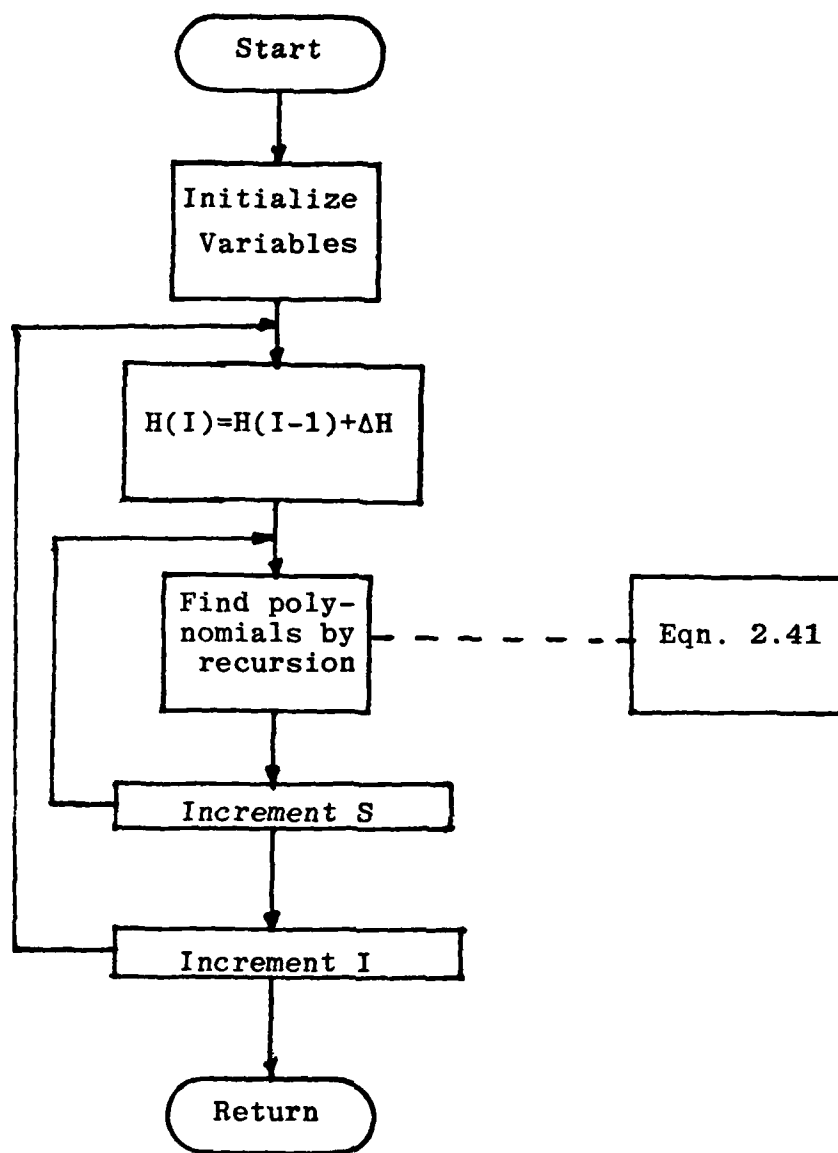 Start
Initialize
Variables
H(I)=H(I-1)+ΔH
Find poly-
nomials by
recursion
Eqn. 2.41
Increment S
Increment I
Return